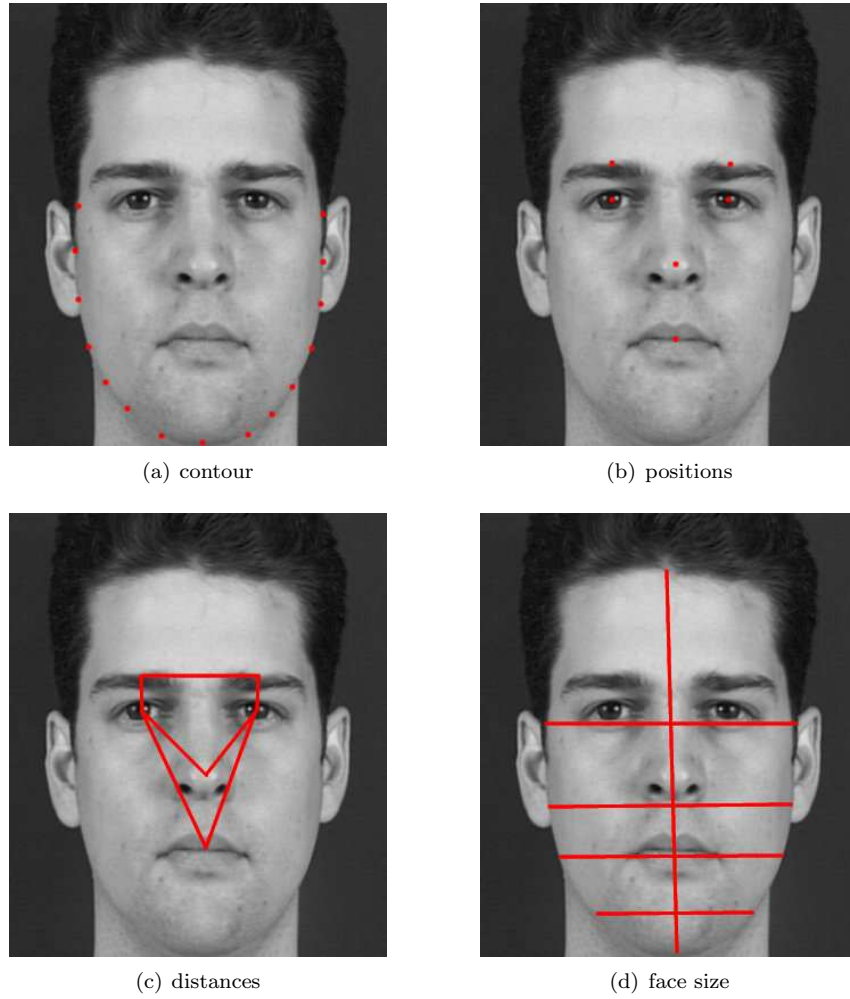 (a) contour
(b) positions
(c) distances
(d) face size